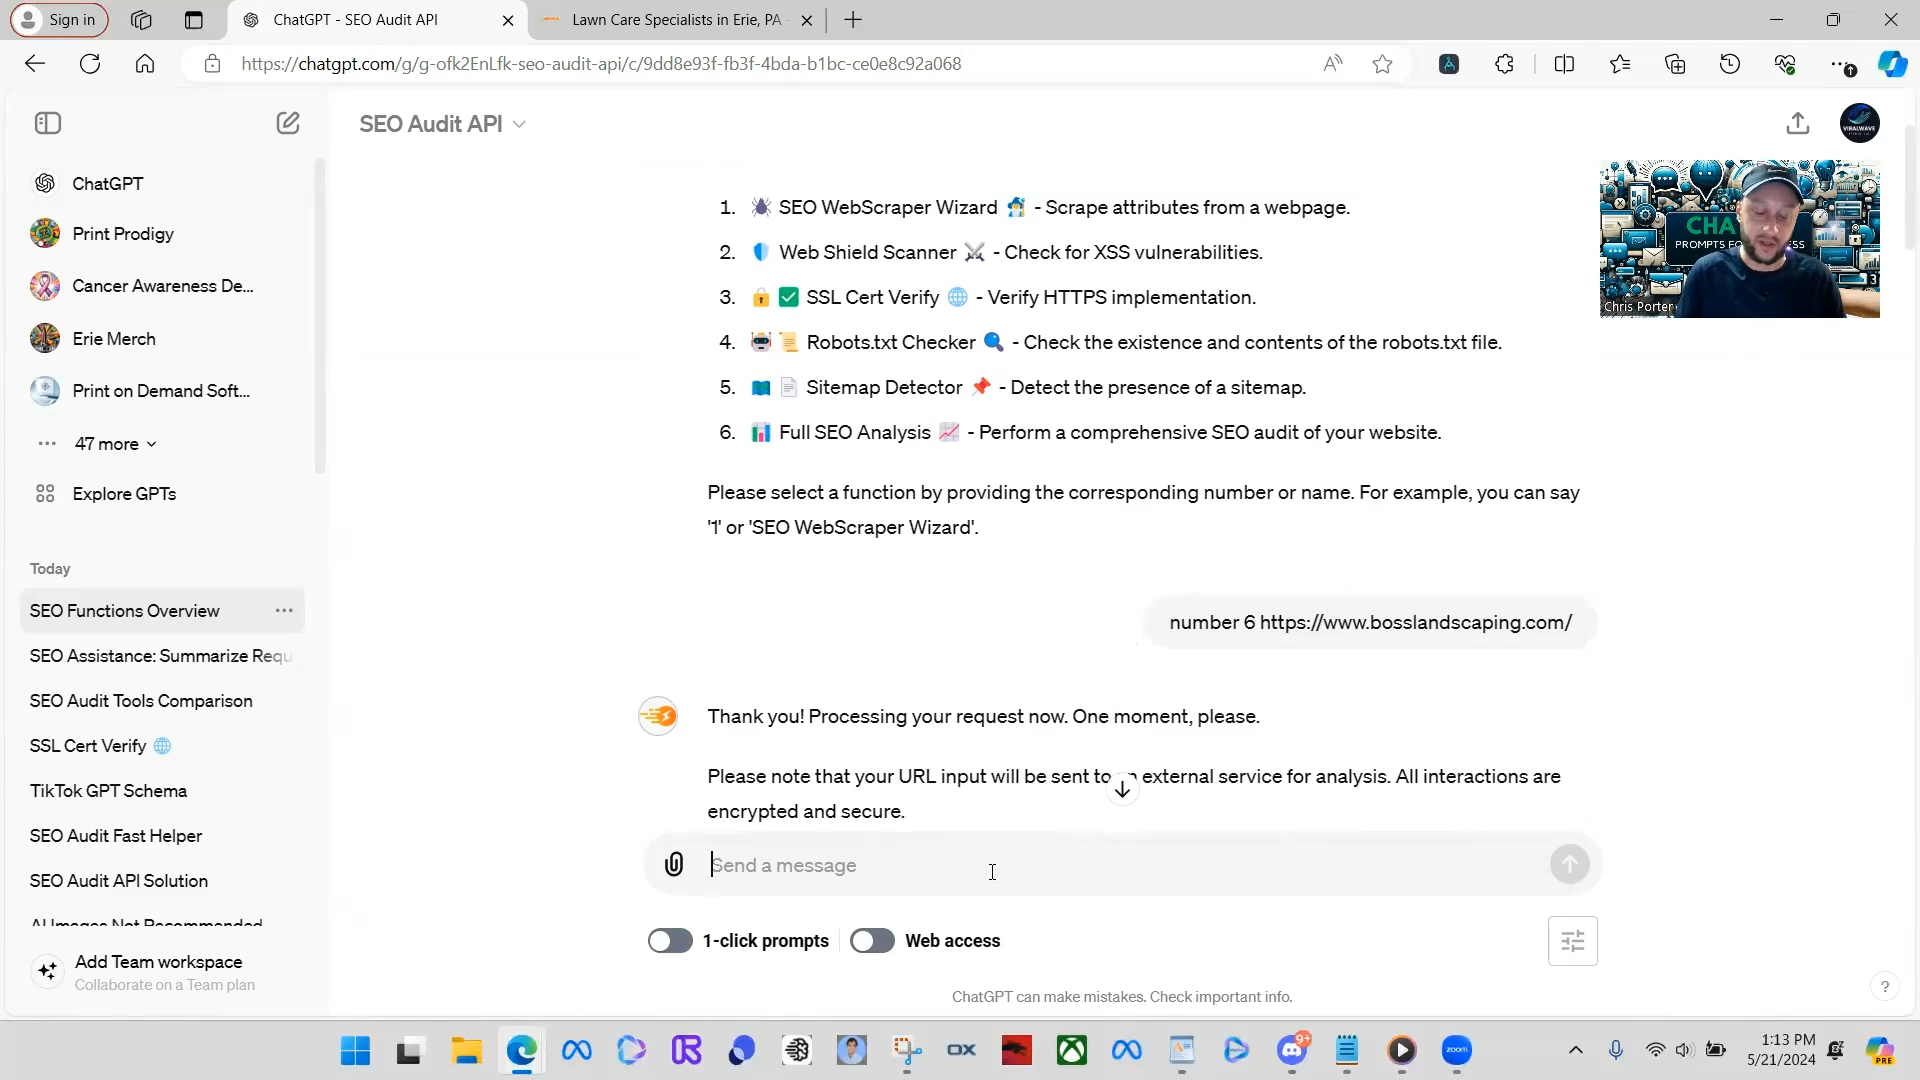 Sign in
ChatGPT - SEO Audit API
Lawn Care Specialists in Erie, PA
https://chatgpt.com/g/g-ofk2EnLfk-seo-audit-api/c/9dd8e93f-fb3f-4bda-b1bc-ce0e8c92a068
SEO Audit API
VIRALWAVE
ChatGPT
Print Prodigy
Cancer Awareness De...
Erie Merch
Print on Demand Soft...
47 more
Explore GPTs
Today
SEO Functions Overview
SEO Assistance: Summarize Requ
SEO Audit Tools Comparison
SSL Cert Verify 🌐
TikTok GPT Schema
SEO Audit Fast Helper
SEO Audit API Solution
AI Images Not Recommended
Add Team workspace
Collaborate on a Team plan
1. 🕷️ SEO WebScraper Wizard 🧙‍♂️ - Scrape attributes from a webpage.
2. 🛡️ Web Shield Scanner ⚔️ - Check for XSS vulnerabilities.
3. 🔒 ✅ SSL Cert Verify 🌐 - Verify HTTPS implementation.
4. 🤖 📜 Robots.txt Checker 🔍 - Check the existence and contents of the robots.txt file.
5. 🗺️ 📄 Sitemap Detector 📌 - Detect the presence of a sitemap.
6. 📊 Full SEO Analysis 📈 - Perform a comprehensive SEO audit of your website.
Please select a function by providing the corresponding number or name. For example, you can say
'1' or 'SEO WebScraper Wizard'.
number 6 https://www.bosslandscaping.com/
Thank you! Processing your request now. One moment, please.
Please note that your URL input will be sent to external service for analysis. All interactions are
encrypted and secure.
Send a message
1-click prompts
Web access
ChatGPT can make mistakes. Check important info.
?
CHA
PROMPTS FO
SS
Chris Porter
OX
9+
zoom
1:13 PM
5/21/2024
PRE